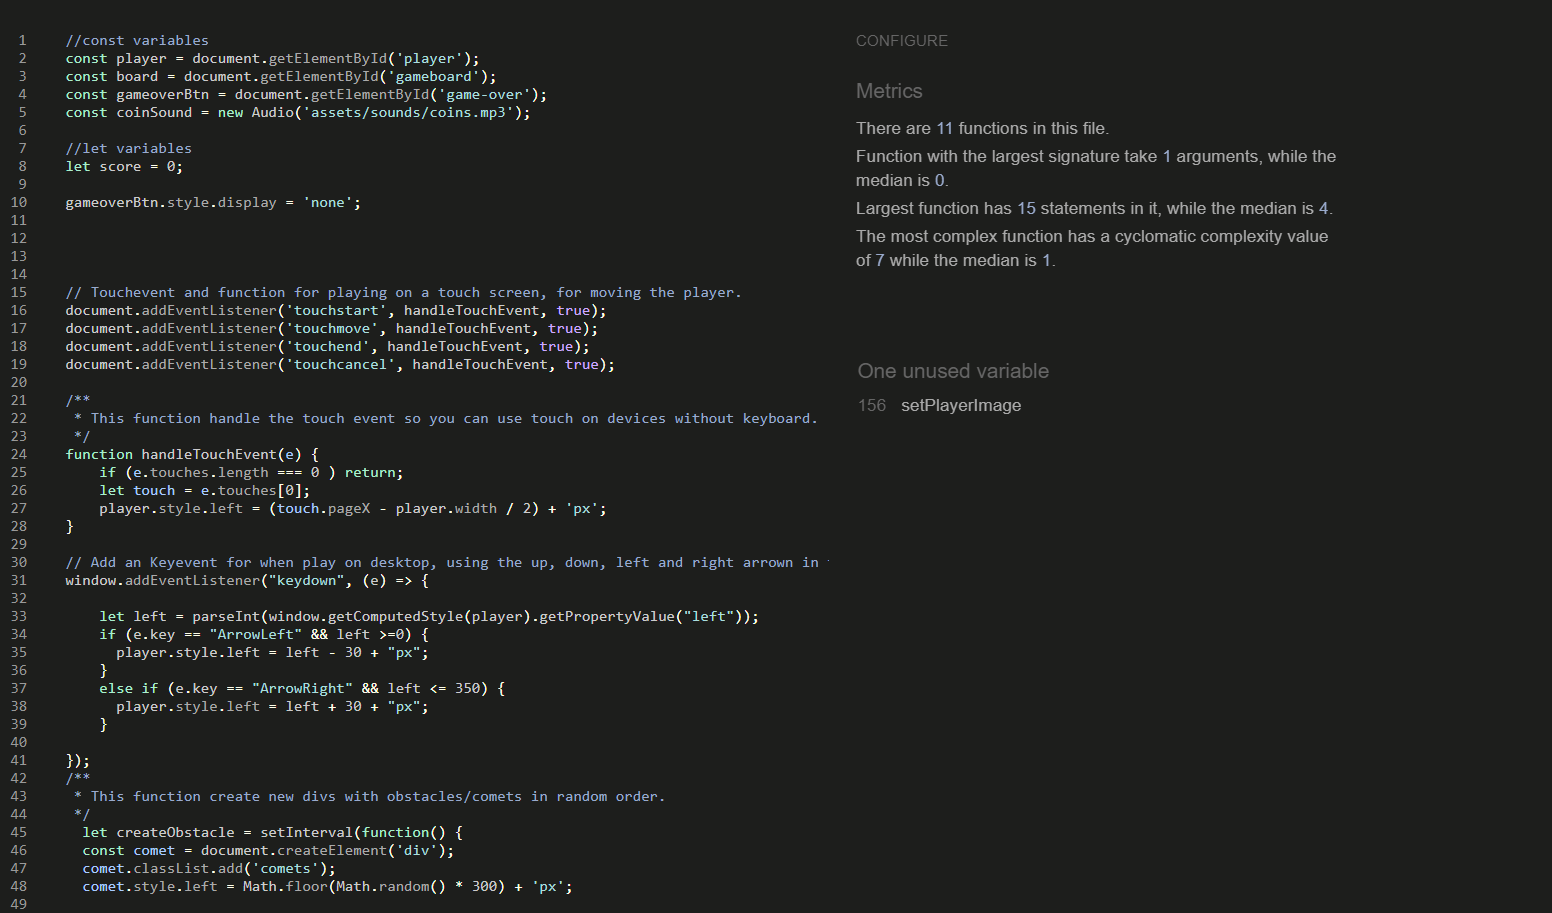 1 //const variables
2 const player = document.getElementById('player');
3 const board = document.getElementById('gameboard');
4 const gameoverBtn = document.getElementById('game-over');
5 const coinSound = new Audio('assets/sounds/coins.mp3');
6
7 //let variables
8 let score = 0;
9
10 gameoverBtn.style.display = 'none';
11
12
13
14
15 // Touchevent and function for playing on a touch screen, for moving the player.
16 document.addEventListener('touchstart', handleTouchEvent, true);
17 document.addEventListener('touchmove', handleTouchEvent, true);
18 document.addEventListener('touchend', handleTouchEvent, true);
19 document.addEventListener('touchcancel', handleTouchEvent, true);
20
21 /**
22  * This function handle the touch event so you can use touch on devices without keyboard.
23  */
24 function handleTouchEvent(e) {
25     if (e.touches.length === 0 ) return;
26     let touch = e.touches[0];
27     player.style.left = (touch.pageX - player.width / 2) + 'px';
28 }
29
30 // Add an Keyevent for when play on desktop, using the up, down, left and right arrown in
31 window.addEventListener("keydown", (e) => {
32
33     let left = parseInt(window.getComputedStyle(player).getPropertyValue("left"));
34     if (e.key == "ArrowLeft" && left >=0) {
35       player.style.left = left - 30 + "px";
36     }
37     else if (e.key == "ArrowRight" && left <= 350) {
38       player.style.left = left + 30 + "px";
39     }
40
41 });
42 /**
43  * This function create new divs with obstacles/comets in random order.
44  */
45   let createObstacle = setInterval(function() {
46   const comet = document.createElement('div');
47   comet.classList.add('comets');
48   comet.style.left = Math.floor(Math.random() * 300) + 'px';
49
CONFIGURE
Metrics
There are 11 functions in this file.
Function with the largest signature take 1 arguments, while the
median is 0.
Largest function has 15 statements in it, while the median is 4.
The most complex function has a cyclomatic complexity value
of 7 while the median is 1.
One unused variable
156 setPlayerImage